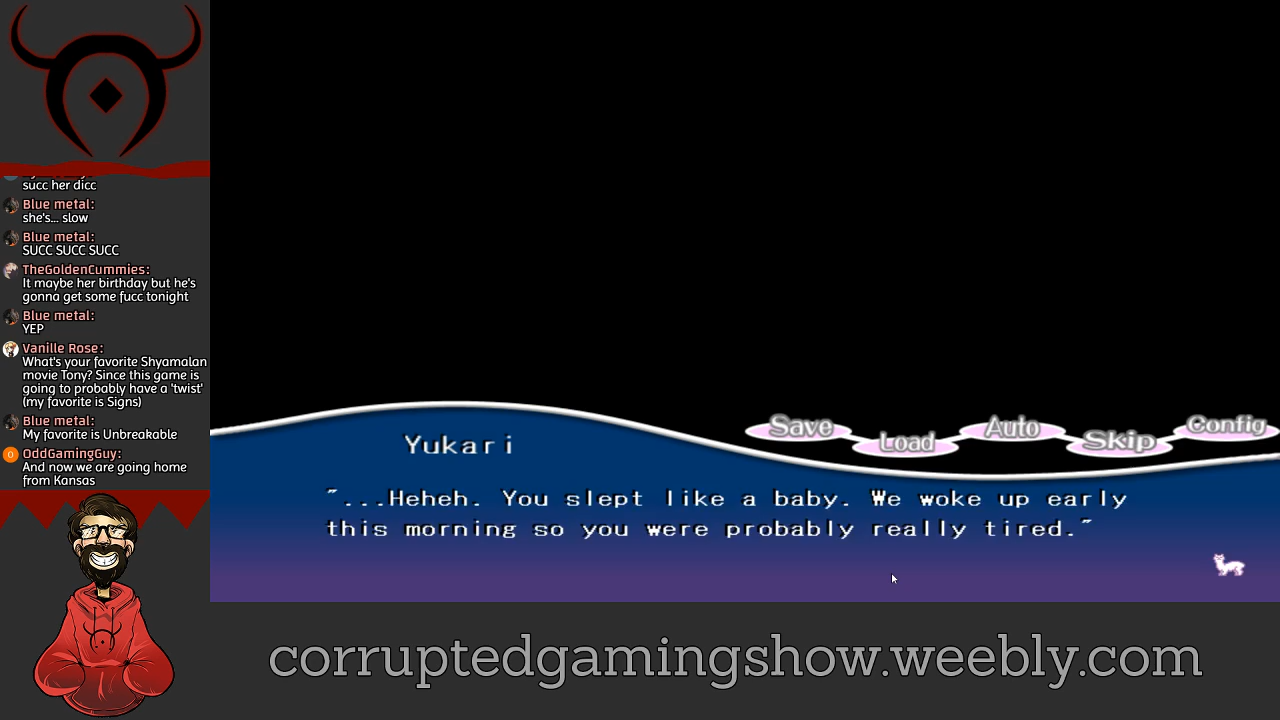 succ her dicc
Blue metal:
she's... slow
Blue metal:
SUCC SUCC SUCC
TheGoldenCummies:
It maybe her birthday but he's
gonna get some fucc tonight
Blue metal:
YEP
Vanille Rose:
What's your favorite Shyamalan
movie Tony? Since this game is
going to probably have a 'twist'
(my favorite is Signs)
Blue metal:
My favorite is Unbreakable
OddGamingGuy:
And now we are going home
from Kansas
Save
Load
Auto
Skip
Config
Yukari
"...Heheh. You slept like a baby. We woke up early
this morning so you were probably really tired."
corruptedgamingshow.weebly.com